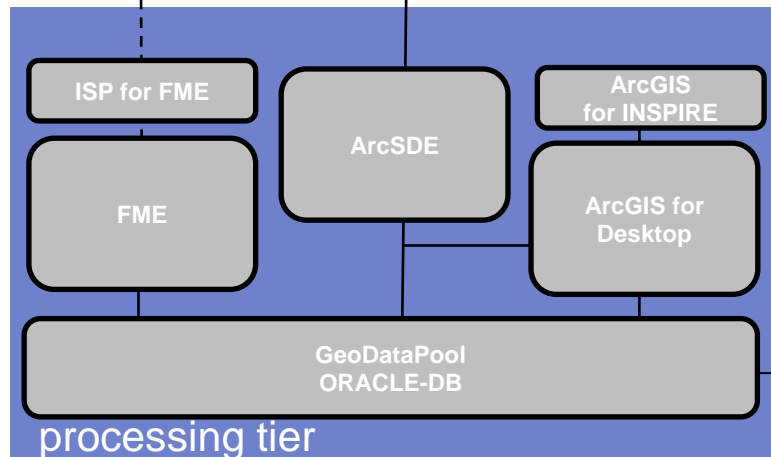 ISP for FME
ArcGIS
for INSPIRE
ArcSDE
FME
ArcGIS for
Desktop
GeoDataPool
ORACLE-DB
processing tier